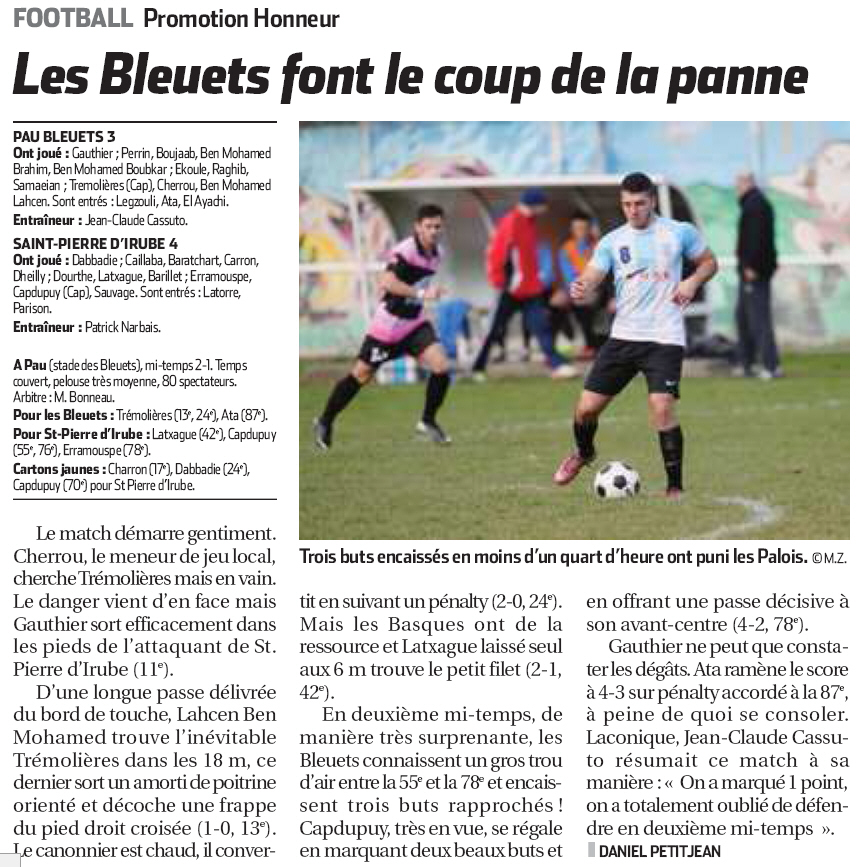 FOOTBALL Promotion Honneur
Les Bleuets font le coup de la panne
PAU BLEUETS 3
Ont joué : Gauthier ; Perrin, Boujaab, Ben Mohamed
Brahim, Ben Mohamed Boubkar ; Ekoule, Raghib,
Samaeian ; Tremolières (Cap), Cherrou, Ben Mohamed
Lahcen. Sont entrés : Legzouli, Ata, El Ayachi.
Entraîneur : Jean-Claude Cassuto.
SAINT-PIERRE D'IRUBE 4
Ont joué : Dabbadie ; Caillaba, Baratchart, Carron,
Dheilly ; Dourthe, Latxague, Barillet ; Erramouspe,
Capdupuy (Cap), Sauvage. Sont entrés : Latorre,
Parison.
Entraîneur : Patrick Narbais.
A Pau (stade des Bleuets), mi-temps 2-1. Temps
couvert, pelouse très moyenne, 80 spectateurs.
Arbitre : M. Bonneau.
Pour les Bleuets : Trémolières (13e, 24e), Ata (87e).
Pour St-Pierre d'Irube : Latxague (42e), Capdupuy
(55e, 76e), Erramouspe (78e).
Cartons jaunes : Charron (17e), Dabbadie (24e),
Capdupuy (70e) pour St Pierre d'Irube.
8
Trois buts encaissés en moins d'un quart d'heure ont puni les Palois. © M.Z.
Le match démarre gentiment.
Cherrou, le meneur de jeu local,
cherche Trémolières mais en vain.
Le danger vient d'en face mais
Gauthier sort efficacement dans
les pieds de l'attaquant de St.
Pierre d'Irube (11e).
D'une longue passe délivrée
du bord de touche, Lahcen Ben
Mohamed trouve l'inévitable
Trémolières dans les 18 m, ce
dernier sort un amorti de poitrine
orienté et décoche une frappe
du pied droit croisée (1-0, 13e).
Le canonnier est chaud, il conver-
tit en suivant un pénalty (2-0, 24e).
Mais les Basques ont de la
ressource et Latxague laissé seul
aux 6 m trouve le petit filet (2-1,
42e).
En deuxième mi-temps, de
manière très surprenante, les
Bleuets connaissent un gros trou
d'air entre la 55e et la 78e et encais-
sent trois buts rapprochés !
Capdupuy, très en vue, se régale
en marquant deux beaux buts et
en offrant une passe décisive à
son avant-centre (4-2, 78e).
Gauthier ne peut que consta-
ter les dégâts. Ata ramène le score
à 4-3 sur pénalty accordé à la 87e,
à peine de quoi se consoler.
Laconique, Jean-Claude Cassu-
to résumait ce match à sa
manière : « On a marqué 1 point,
on a totalement oublié de défen-
dre en deuxième mi-temps ».
DANIEL PETITJEAN